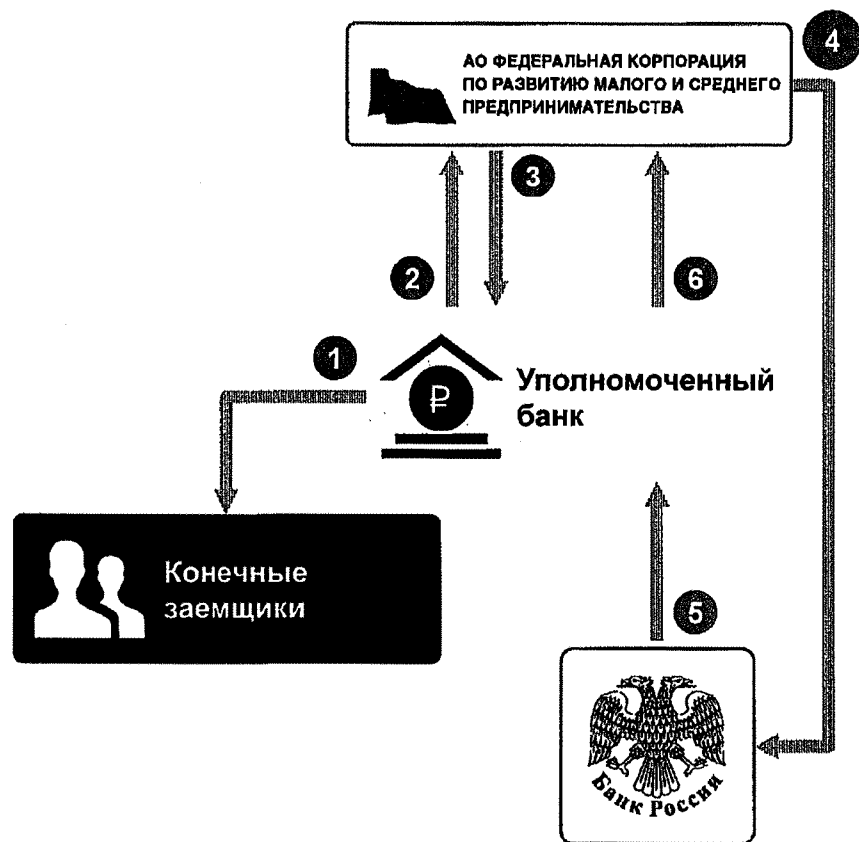 4
АО ФЕДЕРАЛЬНАЯ КОРПОРАЦИЯ
ПО РАЗВИТИЮ МАЛОГО И СРЕДНЕГО
ПРЕДПРИНИМАТЕЛЬСТВА
3
2
6
1
₽
Уполномоченный
банк
Конечные
заемщики
5
Банк России